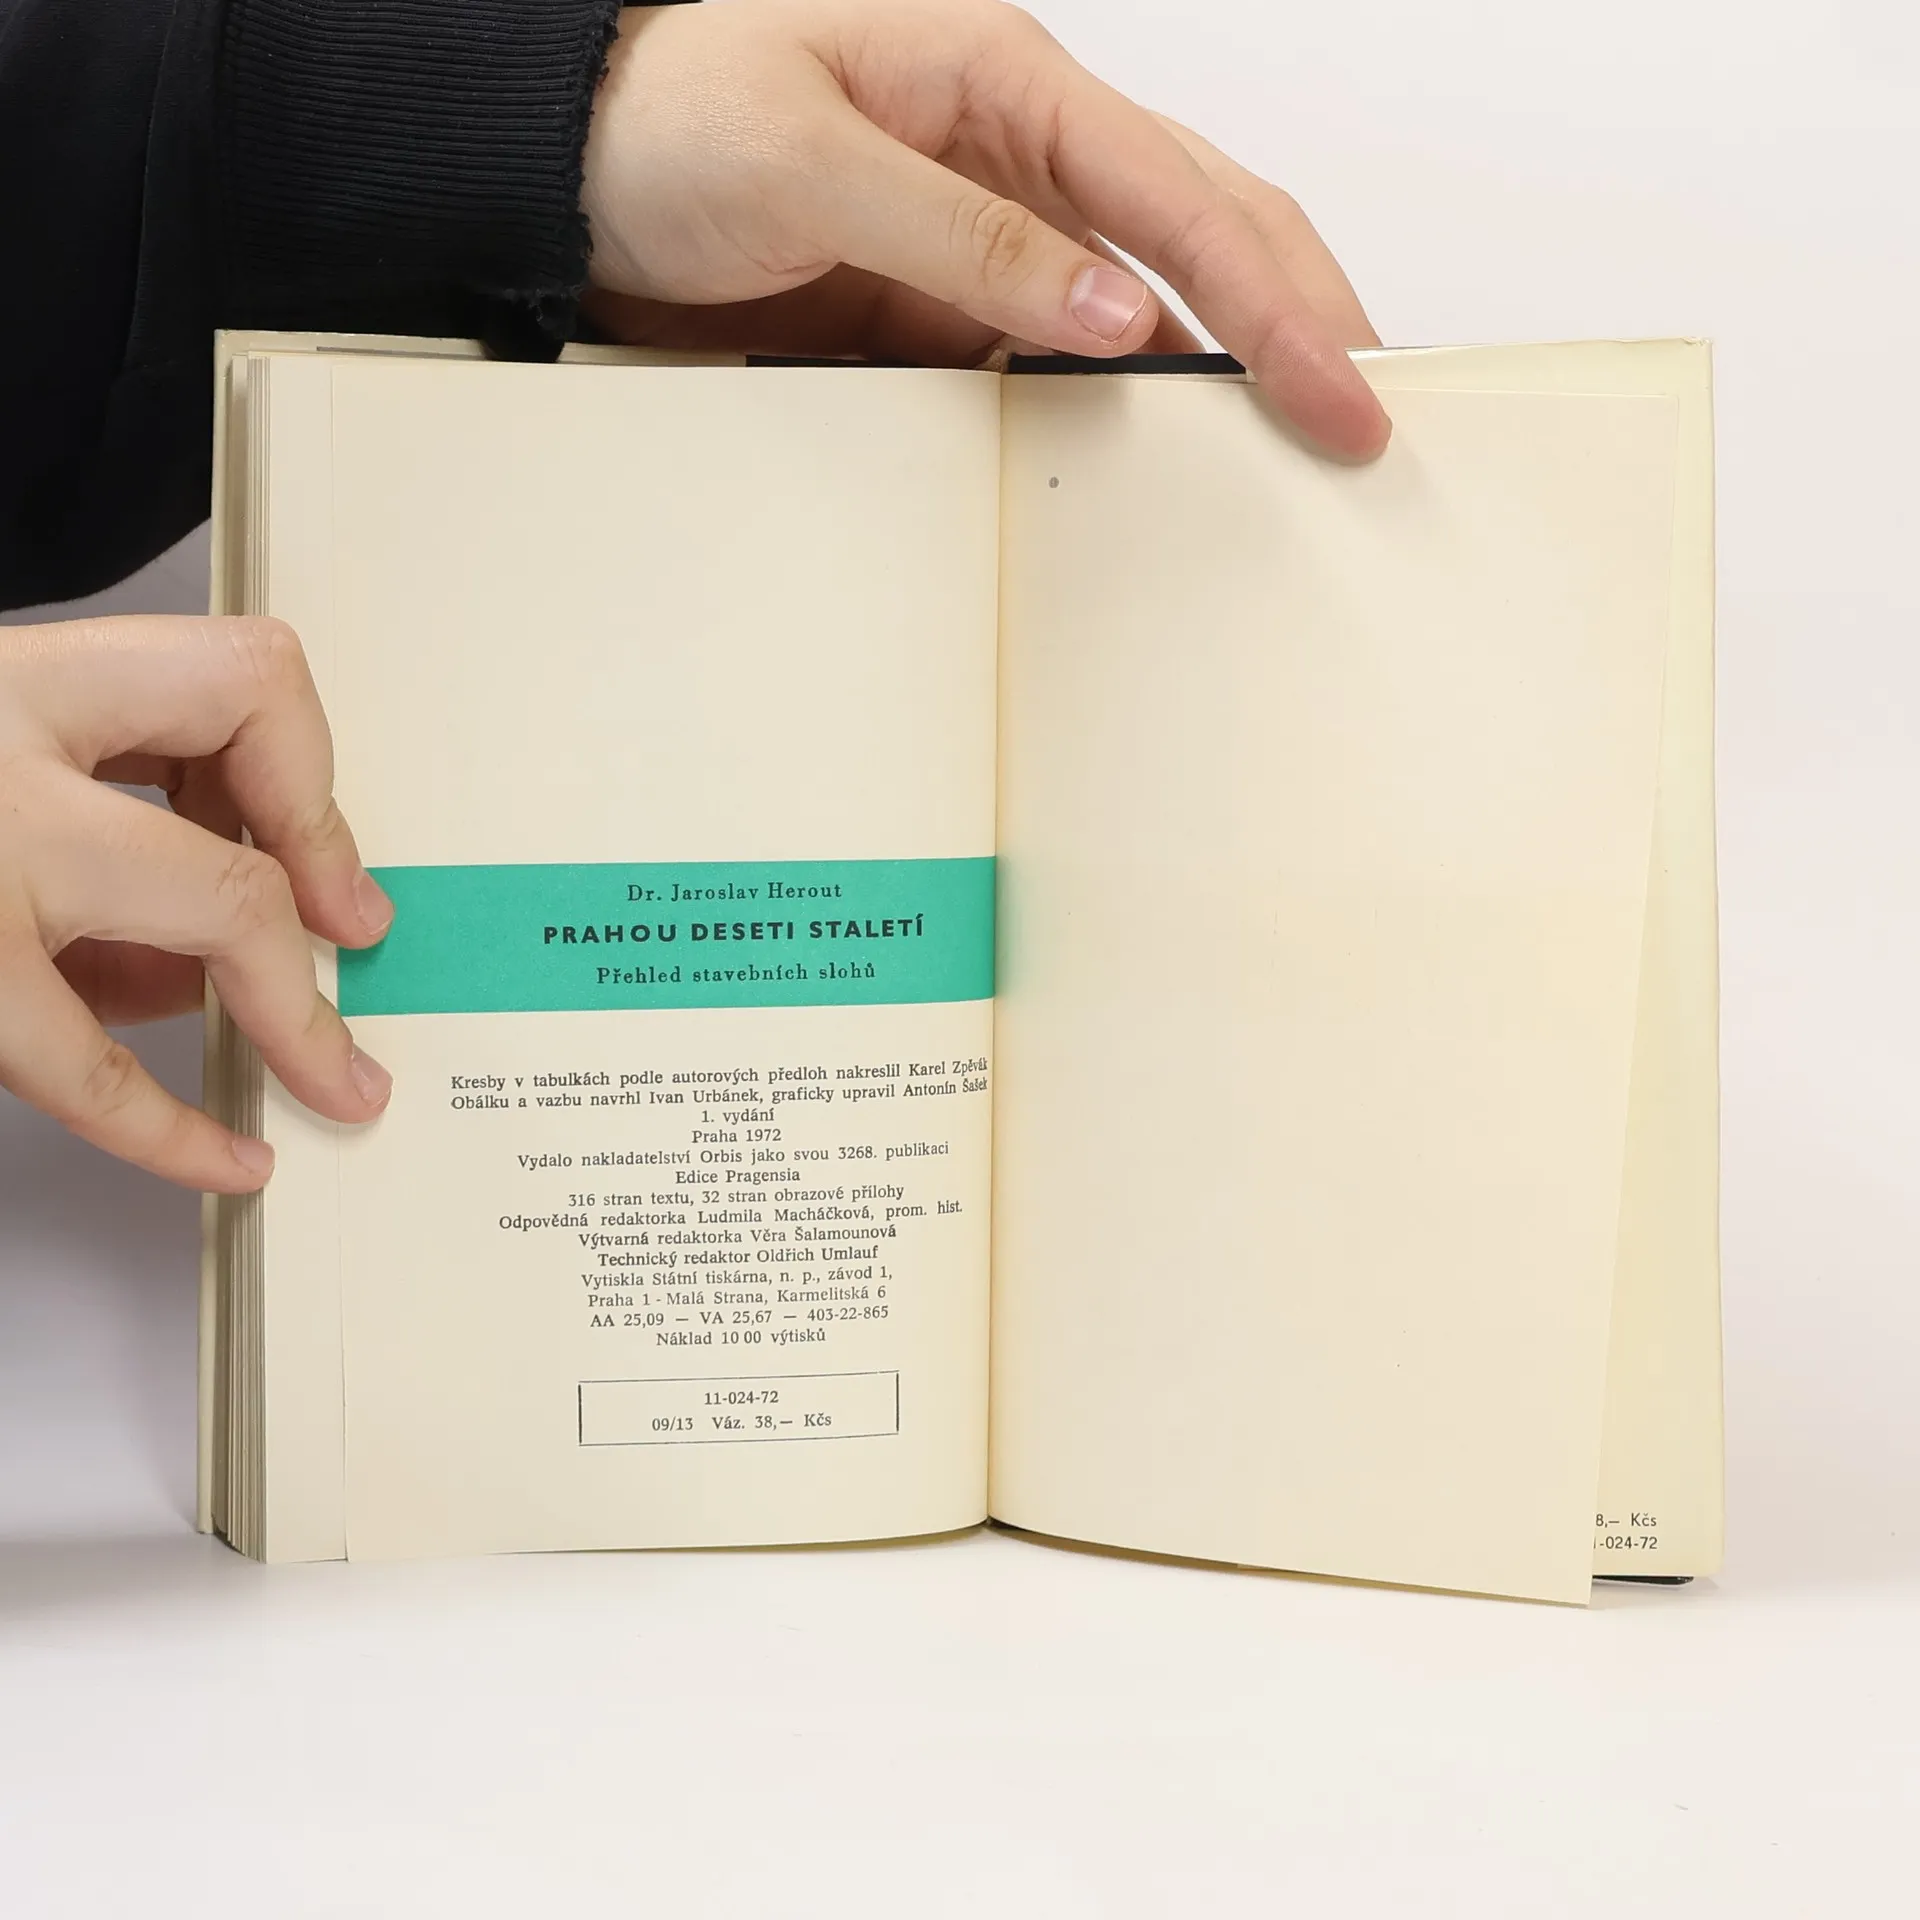 Dr. Jaroslav Herout
PRAHOU DESETI STALETÍ
Přehled stavebních slohů
Kresby v tabulkách podle autorových předloh nakreslil Karel Zpěvák
Obálku a vazbu navrhl Ivan Urbánek, graficky upravil Antonín Šašek
1. vydání
Praha 1972
Vydalo nakladatelství Orbis jako svou 3268. publikaci
Edice Pragensia
316 stran textu, 32 stran obrazové přílohy
Odpovědná redaktorka Ludmila Macháčková, prom. hist.
Výtvarná redaktorka Věra Šalamounová
Technický redaktor Oldřich Umlauf
Vytiskla Státní tiskárna, n. p., závod 1,
Praha 1 - Malá Strana, Karmelitská 6
AA 25,09 — VA 25,67 — 403-22-865
Náklad 10 00 výtisků
11-024-72
09/13 Váz. 38,— Kčs
8,— Kčs
-024-72